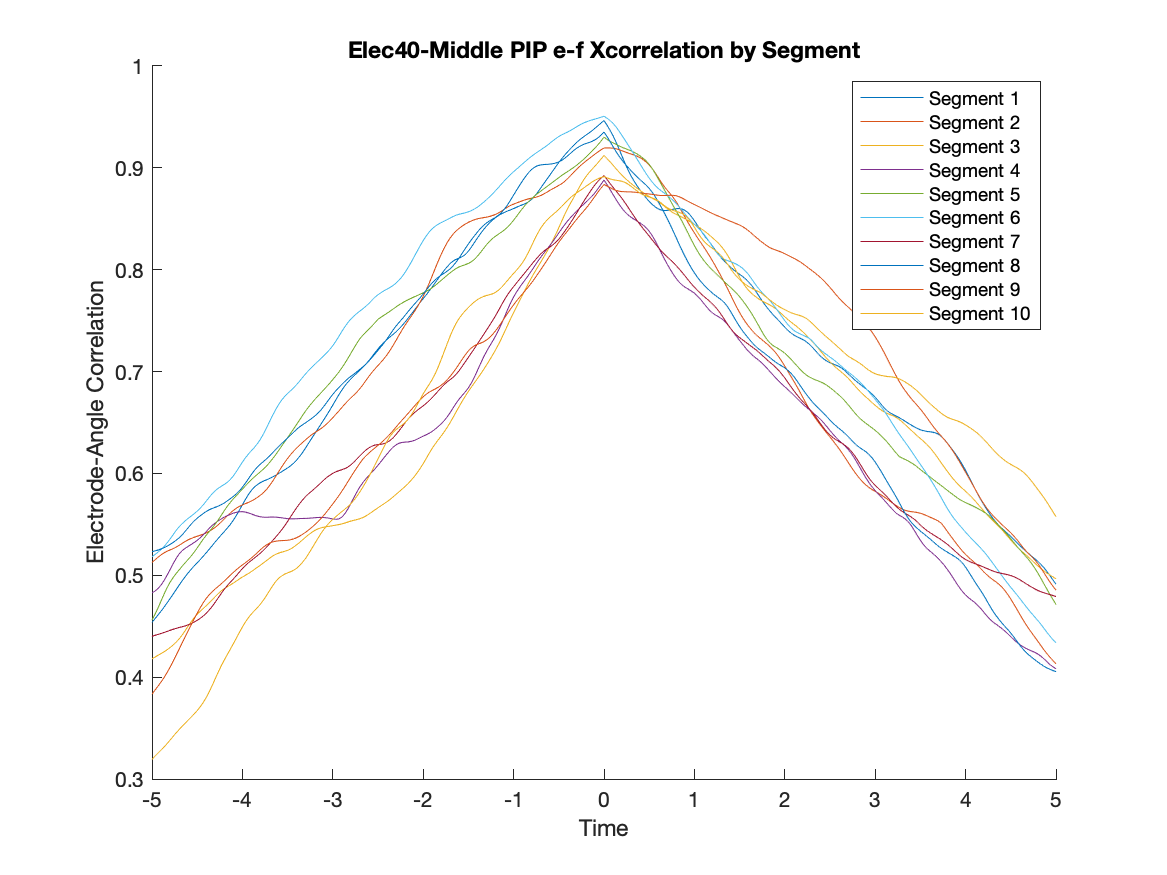 Elec40-Middle PIP e-f Xcorrelation by Segment
1
0.9
0.8
0.7
0.6
0.5
0.4
0.3
Electrode-Angle Correlation
Segment 1
Segment 2
Segment 3
Segment 4
Segment 5
Segment 6
Segment 7
Segment 8
Segment 9
Segment 10
-5 -4 -3 -2 -1 0 1 2 3 4 5
Time